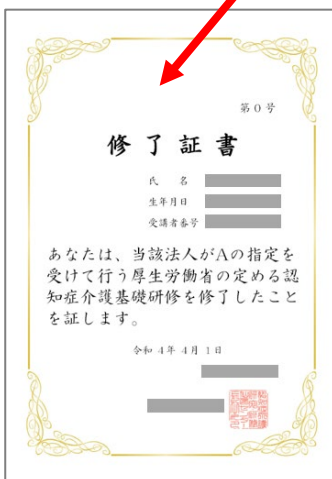 第０号
修了証書
氏 名
生年月日
受講者番号
あなたは、当該法人がAの指定を
受けて行う厚生労働省の定める認
知症介護基礎研修を修了したこと
を証します。
令和 4年 4月 1日